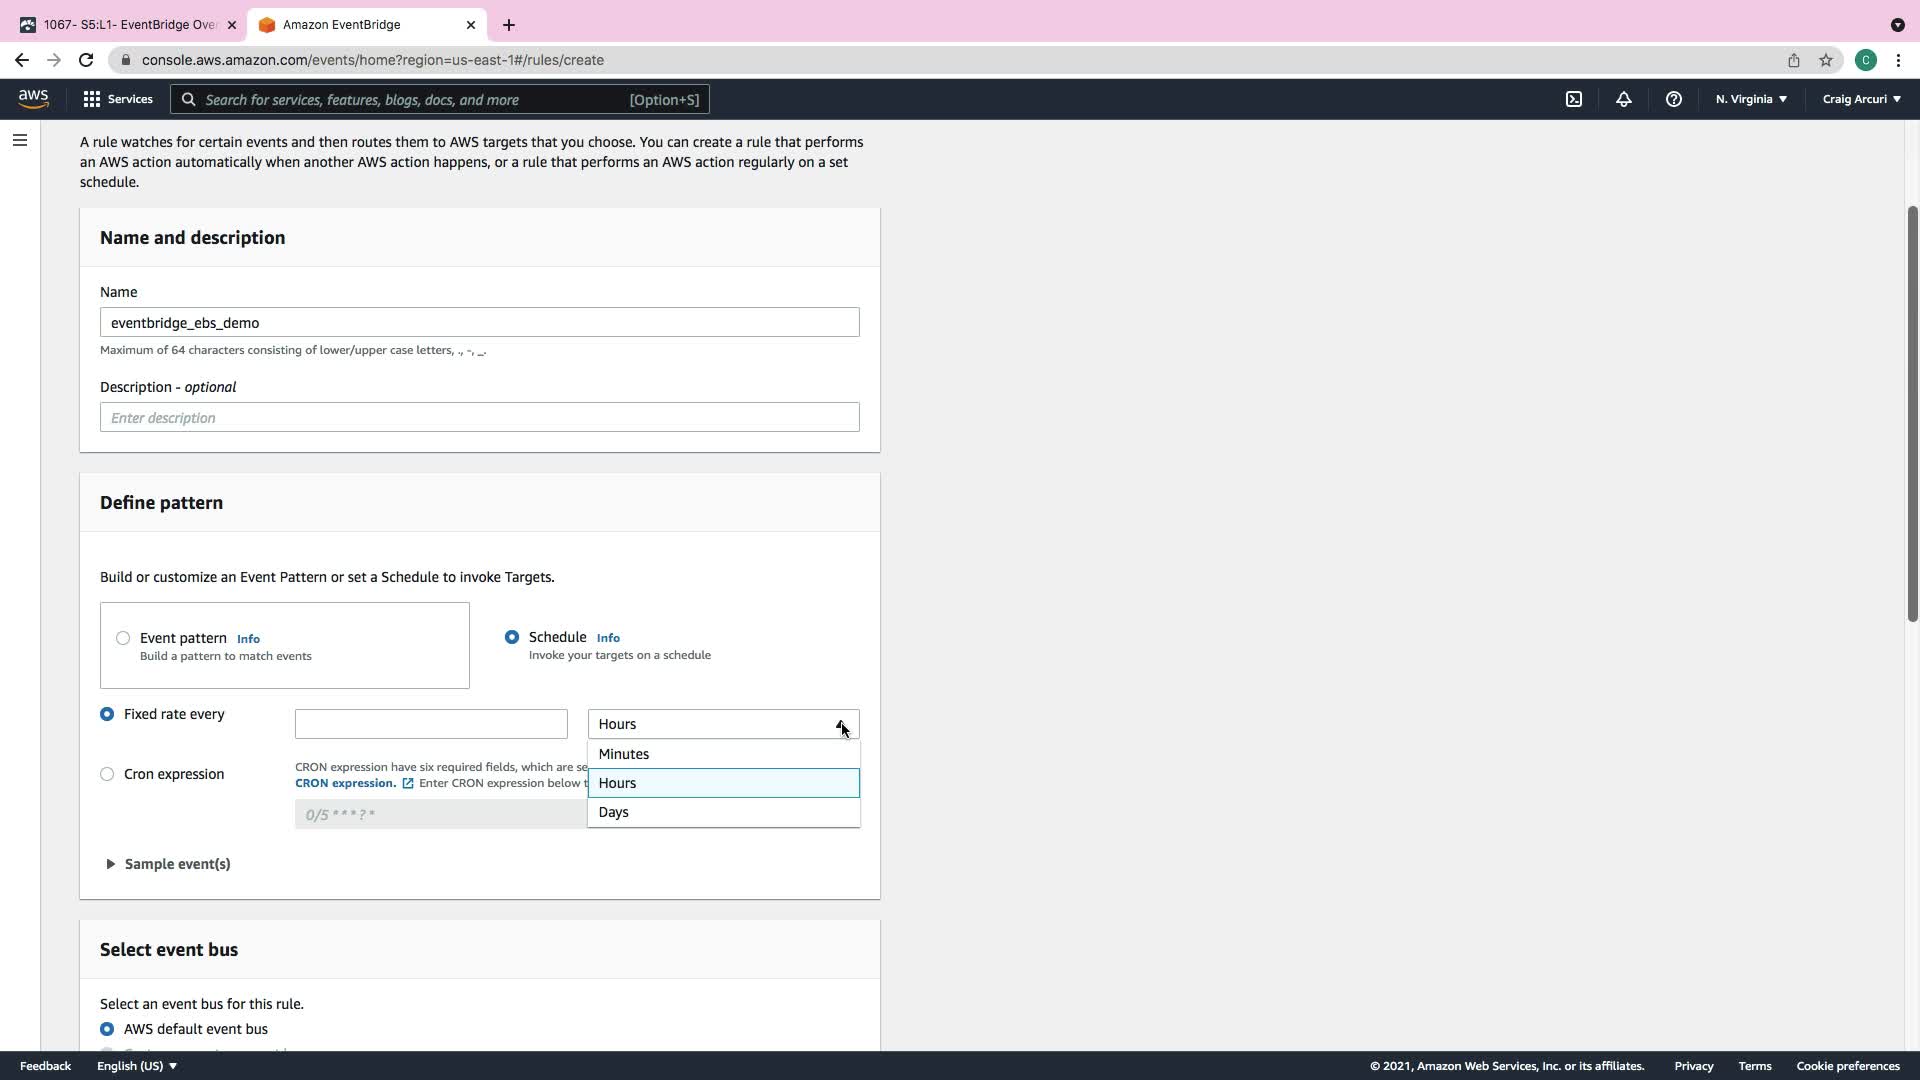 1067- S5:L1- EventBridge Over
Amazon EventBridge
console.aws.amazon.com/events/home?region=us-east-1#/rules/create
C
aws
Services
Search for services, features, blogs, docs, and more
[Option+S]
N. Virginia
Craig Arcuri
A rule watches for certain events and then routes them to AWS targets that you choose. You can create a rule that performs
an AWS action automatically when another AWS action happens, or a rule that performs an AWS action regularly on a set
schedule.
Name and description
Name
eventbridge_ebs_demo
Maximum of 64 characters consisting of lower/upper case letters, ., -, _.
Description - optional
Enter description
Define pattern
Build or customize an Event Pattern or set a Schedule to invoke Targets.
Event pattern Info
Build a pattern to match events
Schedule Info
Invoke your targets on a schedule
Fixed rate every
Hours
Minutes
Hours
Days
Cron expression
CRON expression have six required fields, which are se
CRON expression. Enter CRON expression below t
0/5 * * * ? *
Sample event(s)
Select event bus
Select an event bus for this rule.
AWS default event bus
Feedback
English (US)
© 2021, Amazon Web Services, Inc. or its affiliates.
Privacy
Terms
Cookie preferences